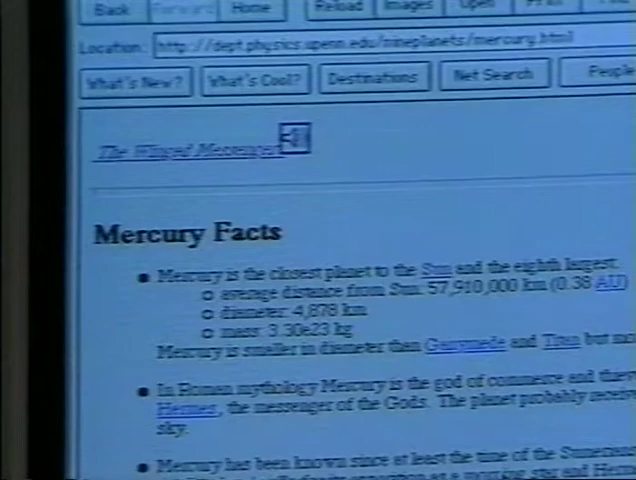 Back Forward Home Reload Images Open
Location: http://dept.physics.upenn.edu/nineplanets/mercury.html
What's New? What's Cool? Destinations Net Search People
The Winged Messenger
Mercury Facts
Mercury is the closest planet to the Sun and the eighth largest.
average distance from Sun: 57,910,000 km (0.38 AU)
diameter: 4,878 km
mass: 3.30e23 kg
Mercury is smaller in diameter than Ganymede and Titan but
In Roman mythology Mercury is the god of commerce and
Hermes, the messenger of the Gods. The planet probably
sky.
Mercury has been known since at least the time of the
as a morning star and